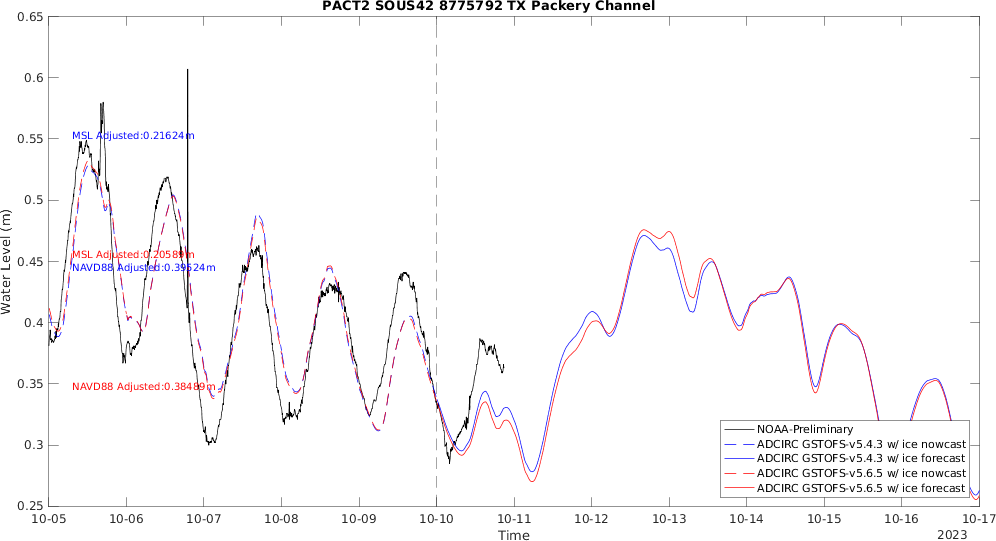 PACT2 SOUS42 8775792 TX Packery Channel
0.65
0.6
0.55
0.5
0.45
0.4
0.35
0.3
0.25
Water Level (m)
MSL Adjusted:0.21624m
MSL Adjusted:0.20589m
NAVD88 Adjusted:0.39524m
NAVD88 Adjusted:0.38489m
NOAA-Preliminary
ADCIRC GSTOFS-v5.4.3 w/ ice nowcast
ADCIRC GSTOFS-v5.4.3 w/ ice forecast
ADCIRC GSTOFS-v5.6.5 w/ ice nowcast
ADCIRC GSTOFS-v5.6.5 w/ ice forecast
10-05 10-06 10-07 10-08 10-09 10-10 10-11 10-12 10-13 10-14 10-15 10-16 10-17
Time
2023